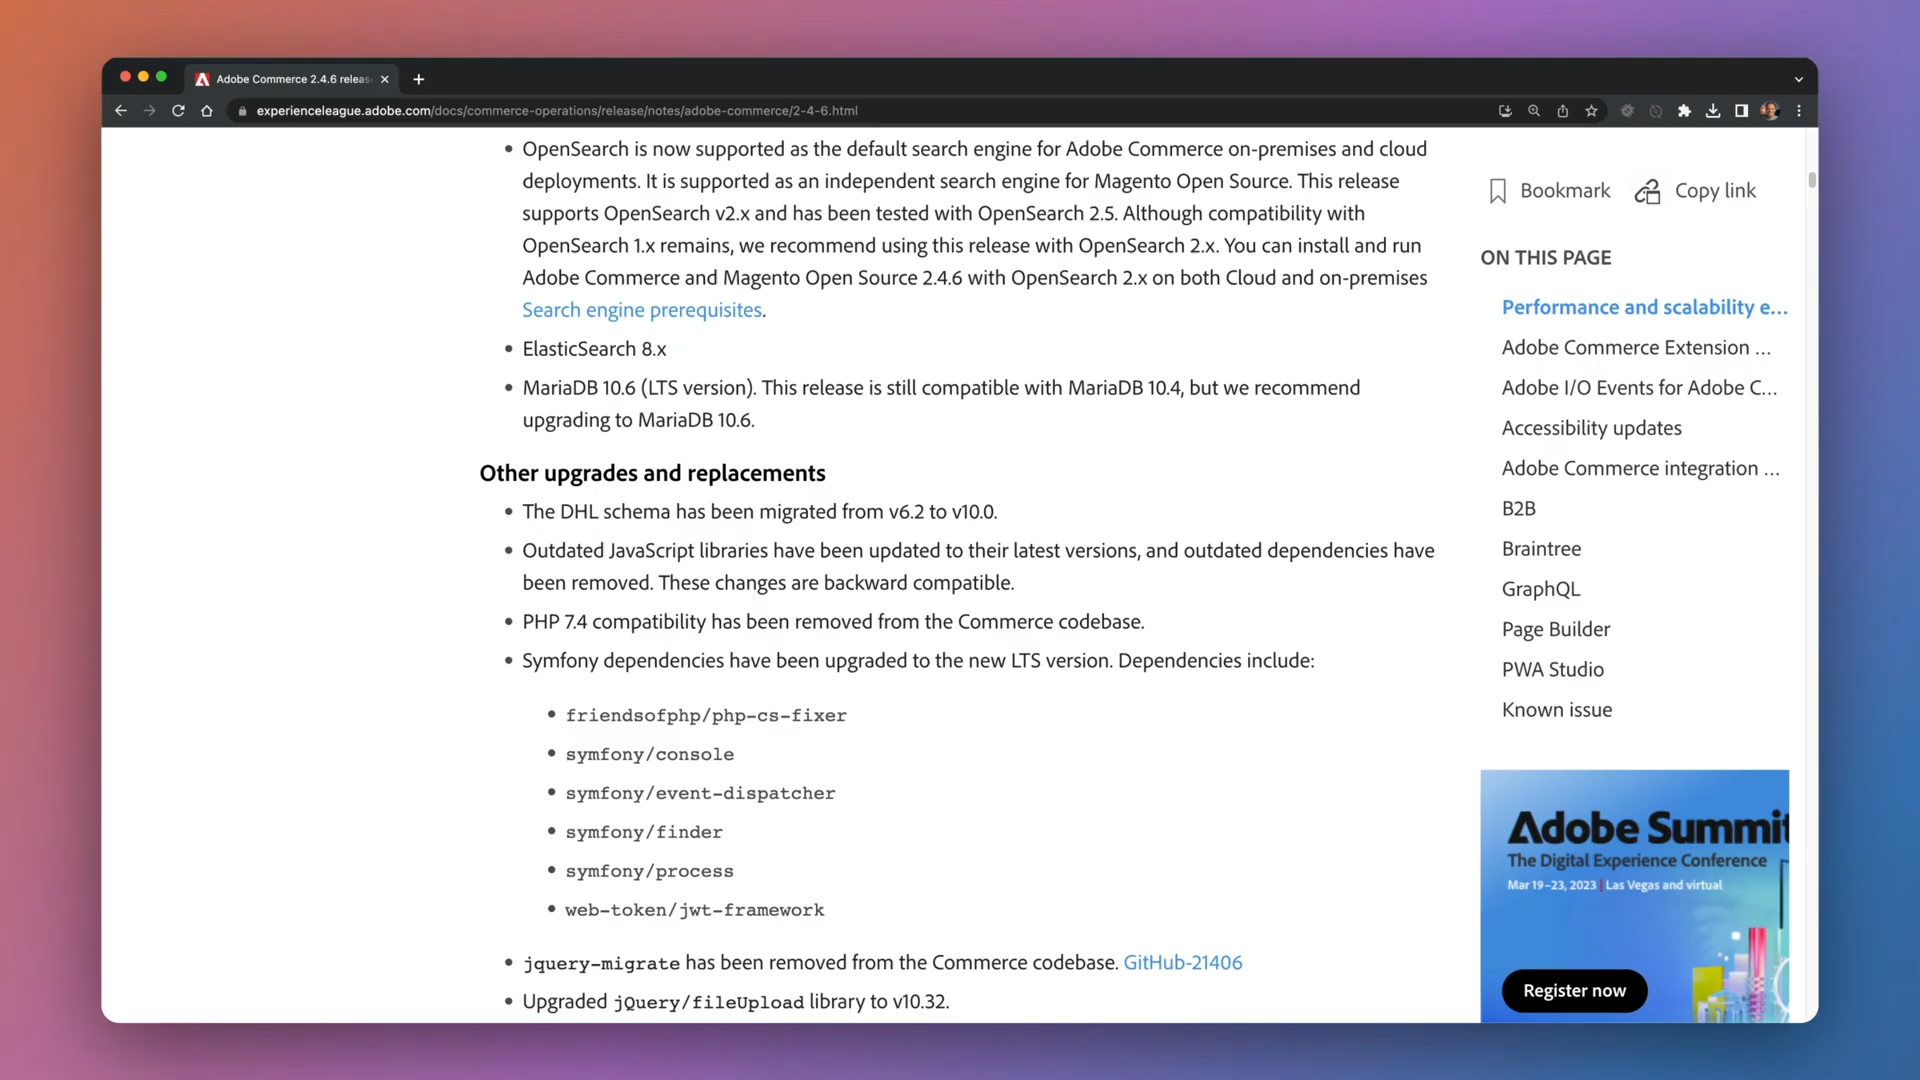 Adobe Commerce 2.4.6 releas
experienceleague.adobe.com/docs/commerce-operations/release/notes/adobe-commerce/2-4-6.html
• OpenSearch is now supported as the default search engine for Adobe Commerce on-premises and cloud
deployments. It is supported as an independent search engine for Magento Open Source. This release
supports OpenSearch v2.x and has been tested with OpenSearch 2.5. Although compatibility with
OpenSearch 1.x remains, we recommend using this release with OpenSearch 2.x. You can install and run
Adobe Commerce and Magento Open Source 2.4.6 with OpenSearch 2.x on both Cloud and on-premises
Search engine prerequisites.
• ElasticSearch 8.x
• MariaDB 10.6 (LTS version). This release is still compatible with MariaDB 10.4, but we recommend
upgrading to MariaDB 10.6.
Other upgrades and replacements
• The DHL schema has been migrated from v6.2 to v10.0.
• Outdated JavaScript libraries have been updated to their latest versions, and outdated dependencies have
been removed. These changes are backward compatible.
• PHP 7.4 compatibility has been removed from the Commerce codebase.
• Symfony dependencies have been upgraded to the new LTS version. Dependencies include:
• friendsofphp/php-cs-fixer
• symfony/console
• symfony/event-dispatcher
• symfony/finder
• symfony/process
• web-token/jwt-framework
• jquery-migrate has been removed from the Commerce codebase. GitHub-21406
• Upgraded jQuery/fileUpload library to v10.32.
Bookmark Copy link
ON THIS PAGE
Performance and scalability e...
Adobe Commerce Extension ...
Adobe I/O Events for Adobe C...
Accessibility updates
Adobe Commerce integration ...
B2B
Braintree
GraphQL
Page Builder
PWA Studio
Known issue
Adobe Summit
The Digital Experience Conference
Mar 19–23, 2023 | Las Vegas and virtual
Register now